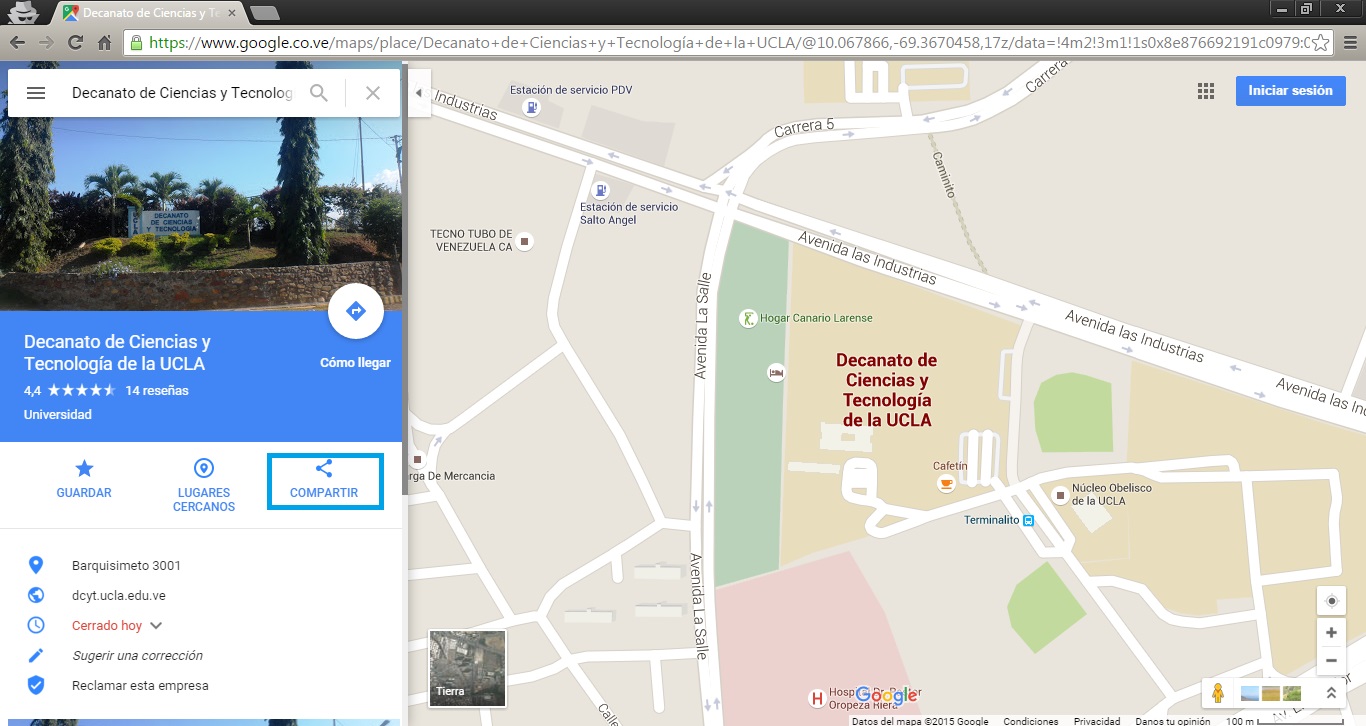 Decanato de Ciencias y Te
https://www.google.co.ve/maps/place/Decanato+de+Ciencias+y+Tecnología+de+la+UCLA/@10.067866,-69.3670458,17z/data=!4m2!3m1!1s0x8e876692191c0979:0
Decanato de Ciencias y Tecnolog
DECANATO
DE CIENCIAS
Y TECNOLOGIA
UCLA
Decanato de Ciencias y
Tecnología de la UCLA
Cómo llegar
4,4 14 reseñas
Universidad
GUARDAR
LUGARES
CERCANOS
COMPARTIR
Barquisimeto 3001
dcyt.ucla.edu.ve
Cerrado hoy
Sugerir una corrección
Reclamar esta empresa
Iniciar sesión
Industrias
Estación de servicio PDV
Carrera 5
Carrera
Caminito
Estación de servicio
Salto Angel
TECNO TUBO DE
VENEZUELA CA
Avenida las Industrias
Avenida las Industrias
Avenida las Ind
Avenida La Salle
Hogar Canario Larense
Decanato de
Ciencias y
Tecnología
de la UCLA
Cafetín
Núcleo Obelisco
de la UCLA
Terminalito
rga De Mercancia
Avenida La Salle
Tierra
Calle
H
Oropeza Riera
Google
Datos del mapa ©2015 Google Condiciones Privacidad Danos tu opinión 100 m